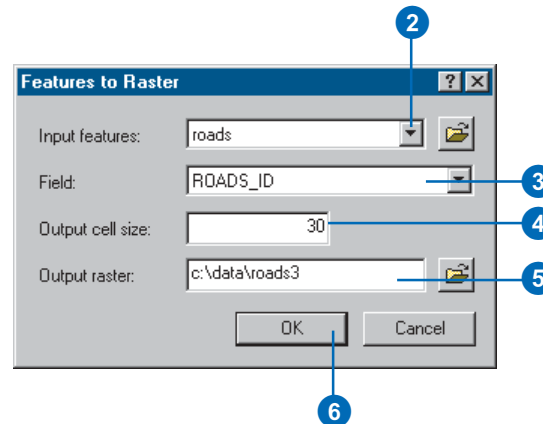 2
Features to Raster
Input features: roads
Field: ROADS_ID 3
Output cell size: 30 4
Output raster: c:\data\roads3 5
OK Cancel
6